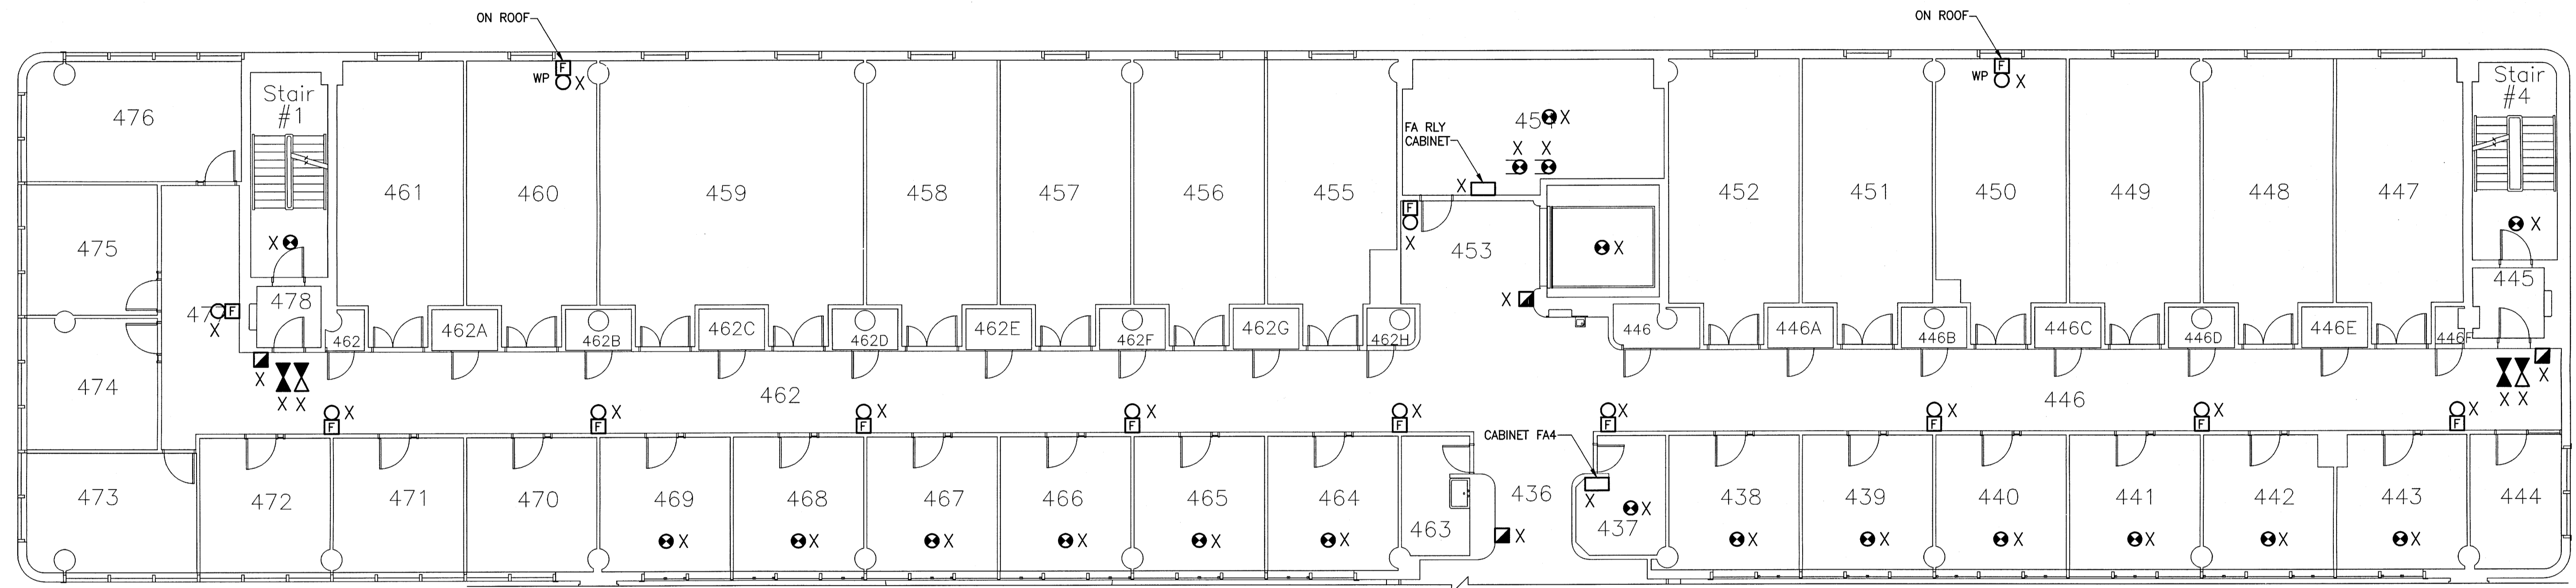 ON ROOF
ON ROOF
F
F
WP
X
WP
X
Stair
#1
Stair
#4
476
X
FA RLY
CABINET
X X
X
461
460
459
458
457
456
455
452
451
450
449
448
447
F
X
475
X
453
X
X
478
445
F
X
X
462
462A
462B
462C
462D
462E
462F
462G
462H
446
446A
446B
446C
446D
446E
446F
474
X
X X
X
X X
462
446
X
X
X
X
X
X
X
X
X
F
F
F
F
F
F
F
F
F
CABINET FA4
473
472
471
470
469
468
467
466
465
464
463
436
X
X
437
438
439
440
441
442
443
444
X
X
X
X
X
X
X
X
X
X
X
X
X